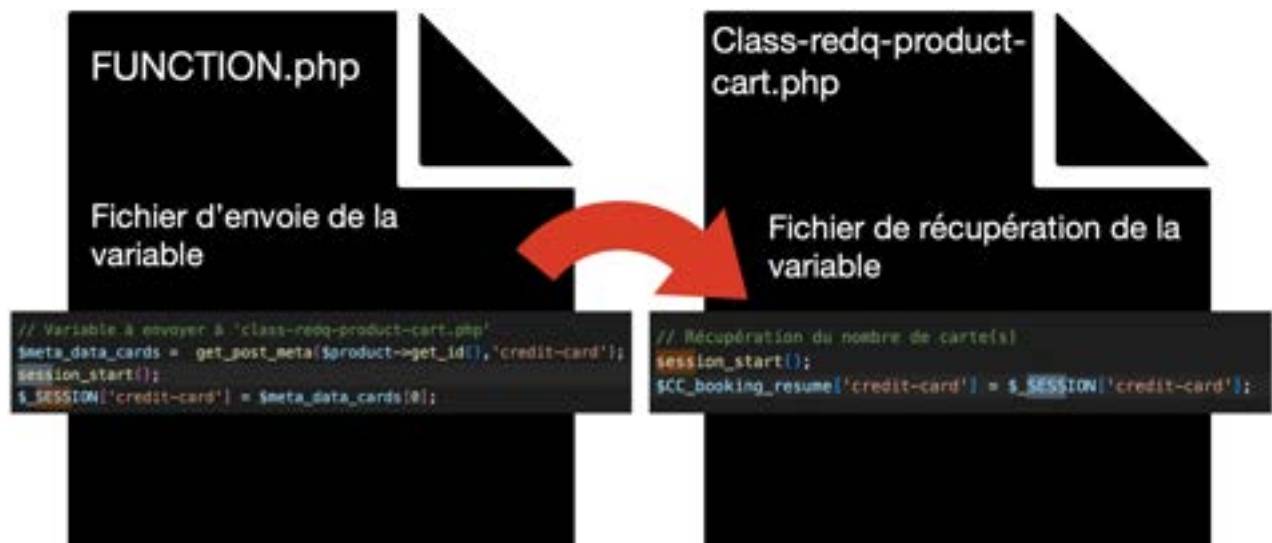 FUNCTION.php
Fichier d'envoie de la
variable
// Variable à envoyer à 'class-redq-product-cart.php'
$meta_data_cards = get_post_meta($product->get_id(),'credit-card');
session_start();
$_SESSION['credit-card'] = $meta_data_cards[0];
Class-redq-product-
cart.php
Fichier de récupération de la
variable
// Récupération du nombre de carte(s)
session_start();
$CC_booking_resume['credit-card'] = $_SESSION['credit-card'];